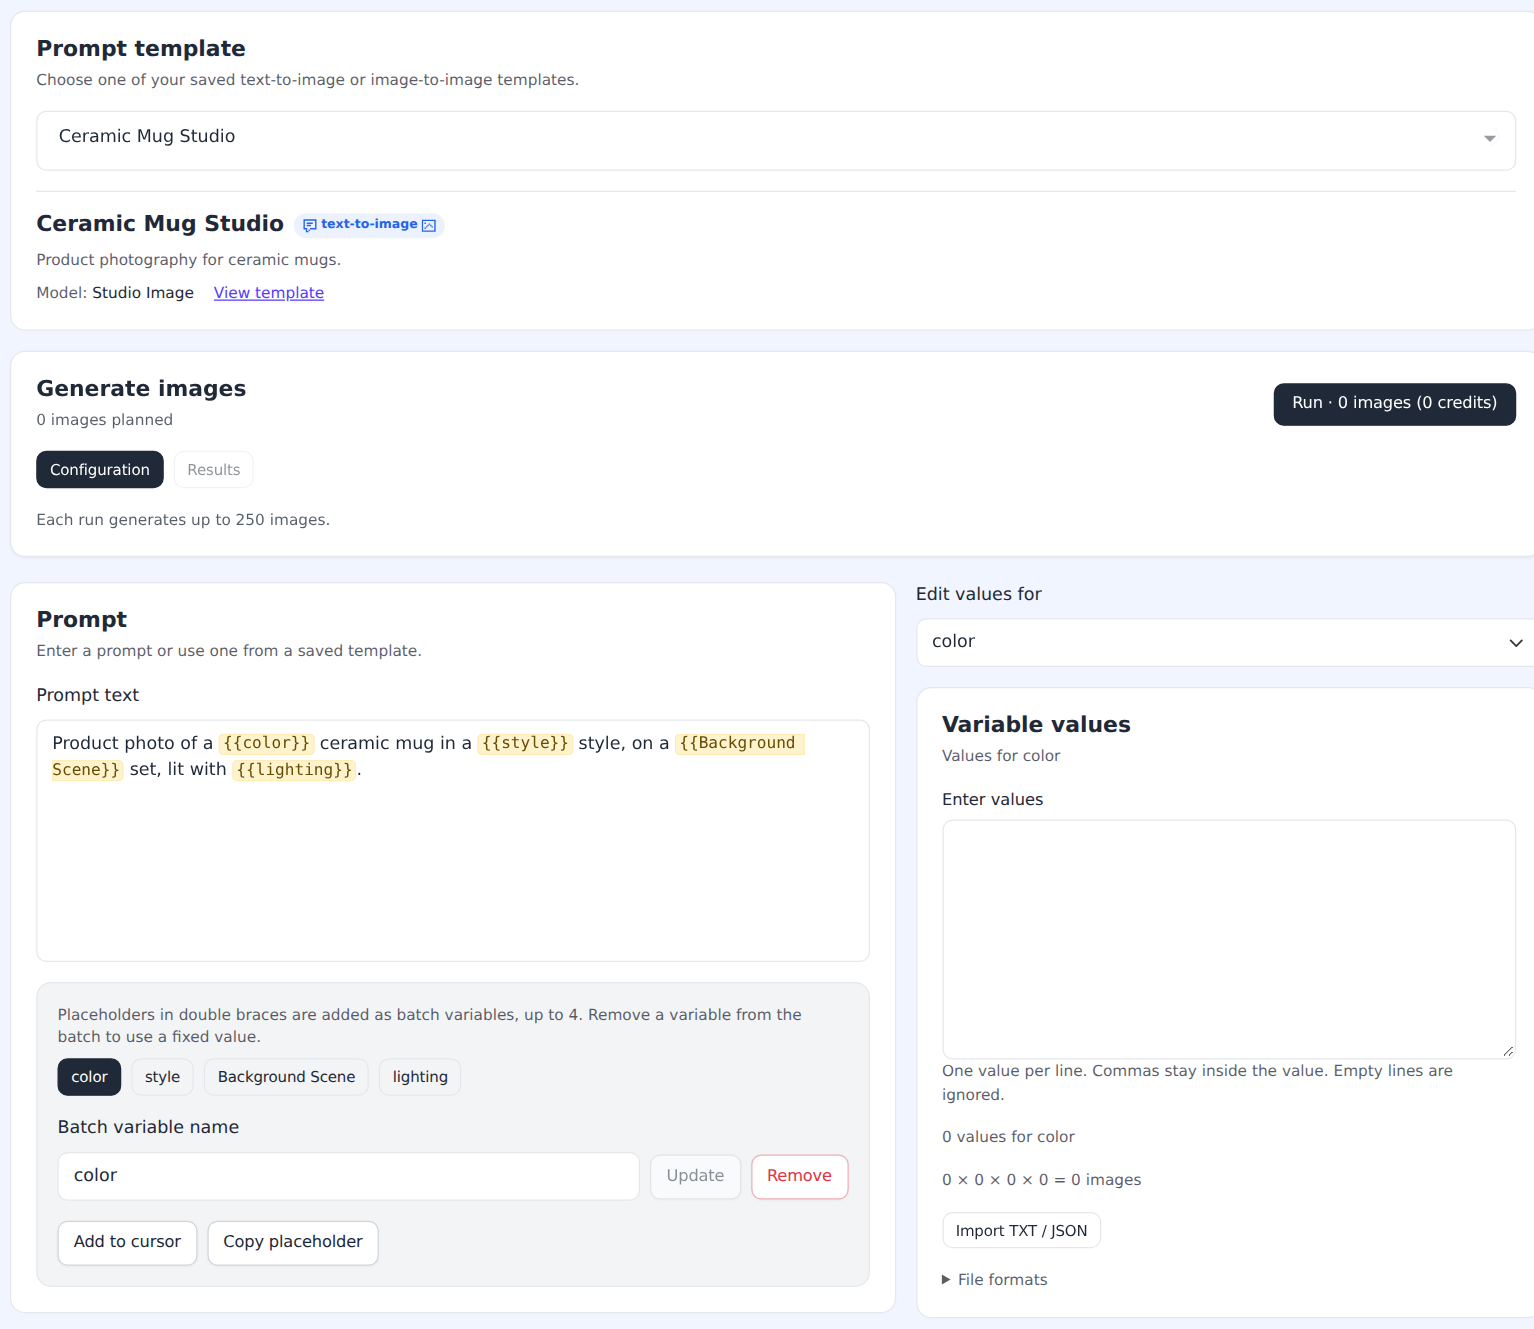 Prompt template
Choose one of your saved text-to-image or image-to-image templates.
Ceramic Mug Studio
Ceramic Mug Studio text-to-image
Product photography for ceramic mugs.
Model: Studio Image View template
Generate images
0 images planned
Run · 0 images (0 credits)
Configuration Results
Each run generates up to 250 images.
Prompt
Enter a prompt or use one from a saved template.
Prompt text
Product photo of a {{color}} ceramic mug in a {{style}} style, on a {{Background
Scene}} set, lit with {{lighting}}.
Placeholders in double braces are added as batch variables, up to 4. Remove a variable from the
batch to use a fixed value.
color style Background Scene lighting
Batch variable name
color Update Remove
Add to cursor Copy placeholder
Edit values for
color
Variable values
Values for color
Enter values
One value per line. Commas stay inside the value. Empty lines are
ignored.
0 values for color
0 × 0 × 0 × 0 = 0 images
Import TXT / JSON
File formats